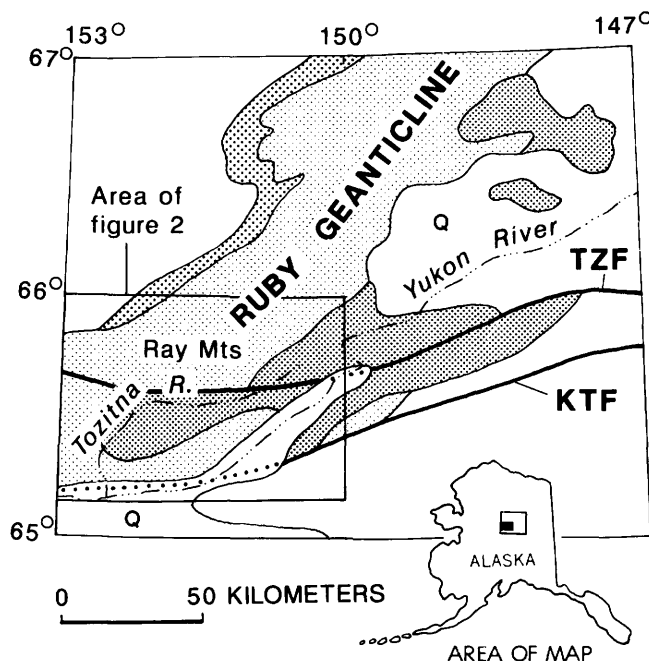 153° 150° 147°
67°
Area of
figure 2
RUBY GEANTICLINE
Q
Yukon River
TZF
66°
Ray Mts
Tozitna R.
KTF
65°
Q
0 50 KILOMETERS
ALASKA
AREA OF MAP